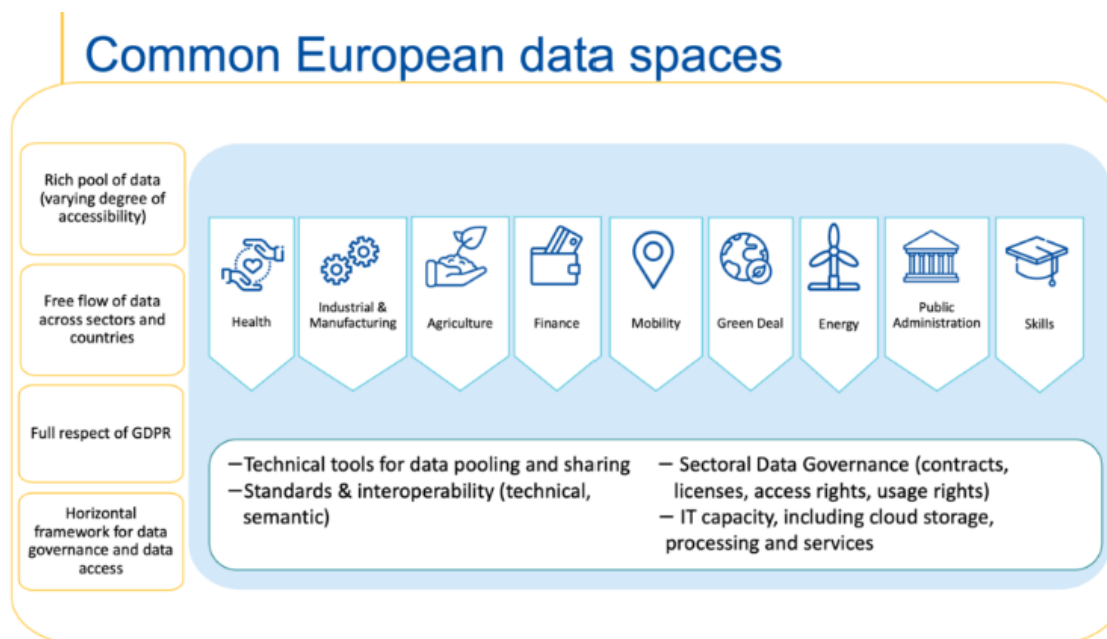 Common European data spaces
Rich pool of data
(varying degree of
accessibility)
Free flow of data
across sectors and
countries
Full respect of GDPR
Horizontal
framework for data
governance and data
access
Health
Industrial &
Manufacturing
Agriculture
Finance
Mobility
Green Deal
Energy
Public
Administration
Skills
–Technical tools for data pooling and sharing
–Standards & interoperability (technical,
semantic)
– Sectoral Data Governance (contracts,
licenses, access rights, usage rights)
– IT capacity, including cloud storage,
processing and services